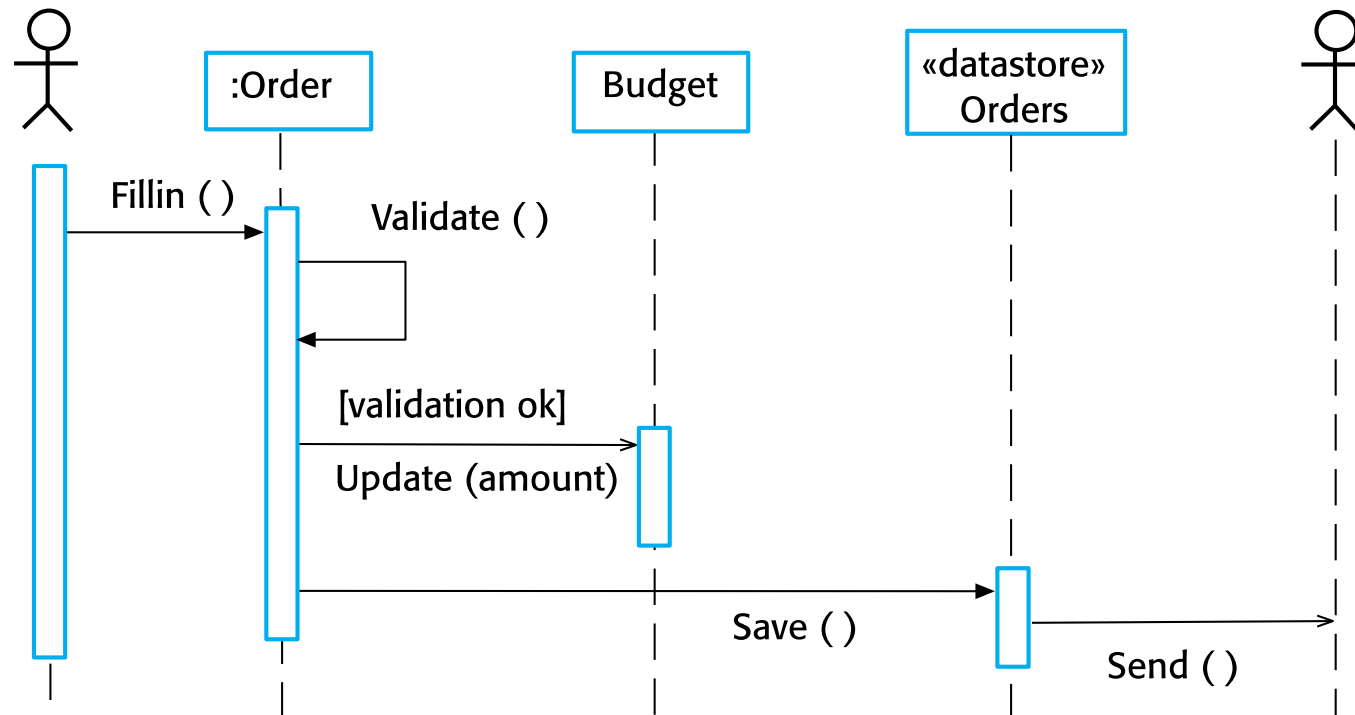 :Order
Budget
«datastore»
Orders
Fillin ( )
Validate ( )
[validation ok]
Update (amount)
Save ( )
Send ( )